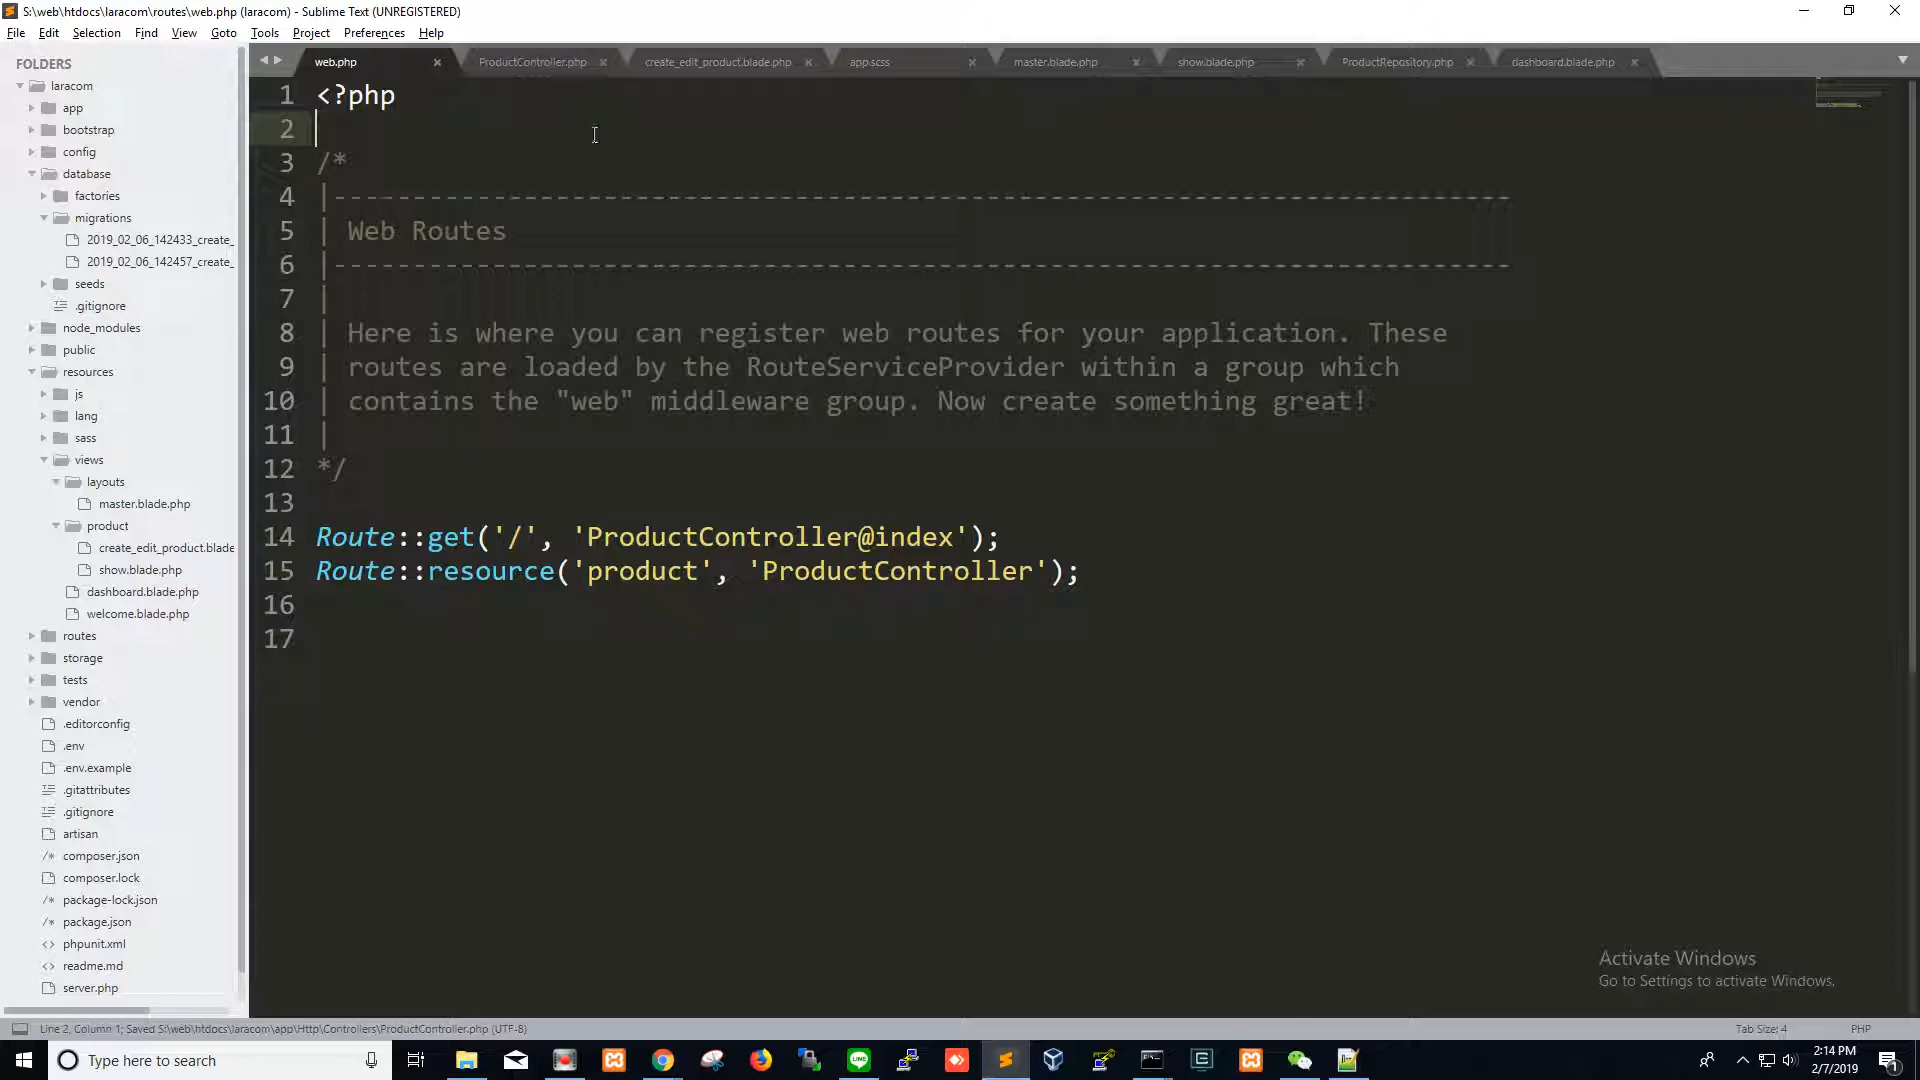 S:\web\htdocs\laracom\routes\web.php (laracom) - Sublime Text (UNREGISTERED)
File Edit Selection Find View Goto Tools Project Preferences Help
FOLDERS
laracom
app
bootstrap
config
database
factories
migrations
2019_02_06_142433_create_
2019_02_06_142457_create_
seeds
.gitignore
node_modules
public
resources
js
lang
sass
views
layouts
master.blade.php
product
create_edit_product.blade
show.blade.php
dashboard.blade.php
welcome.blade.php
routes
storage
tests
vendor
.editorconfig
.env
.env.example
.gitattributes
.gitignore
artisan
composer.json
composer.lock
package-lock.json
package.json
phpunit.xml
readme.md
server.php
web.php ProductController.php create_edit_product.blade.php app.scss master.blade.php show.blade.php ProductRepository.php dashboard.blade.php
1 <?php
2
3 /*
4 |--------------------------------------------------------------------------
5 | Web Routes
6 |--------------------------------------------------------------------------
7 |
8 | Here is where you can register web routes for your application. These
9 | routes are loaded by the RouteServiceProvider within a group which
10 | contains the "web" middleware group. Now create something great!
11 |
12 */
13
14 Route::get('/', 'ProductController@index');
15 Route::resource('product', 'ProductController');
16
17
Activate Windows
Go to Settings to activate Windows.
Line 2, Column 1; Saved S:\web\htdocs\laracom\app\Http\Controllers\ProductController.php (UTF-8) Tab Size: 4 PHP
Type here to search
2:14 PM
2/7/2019